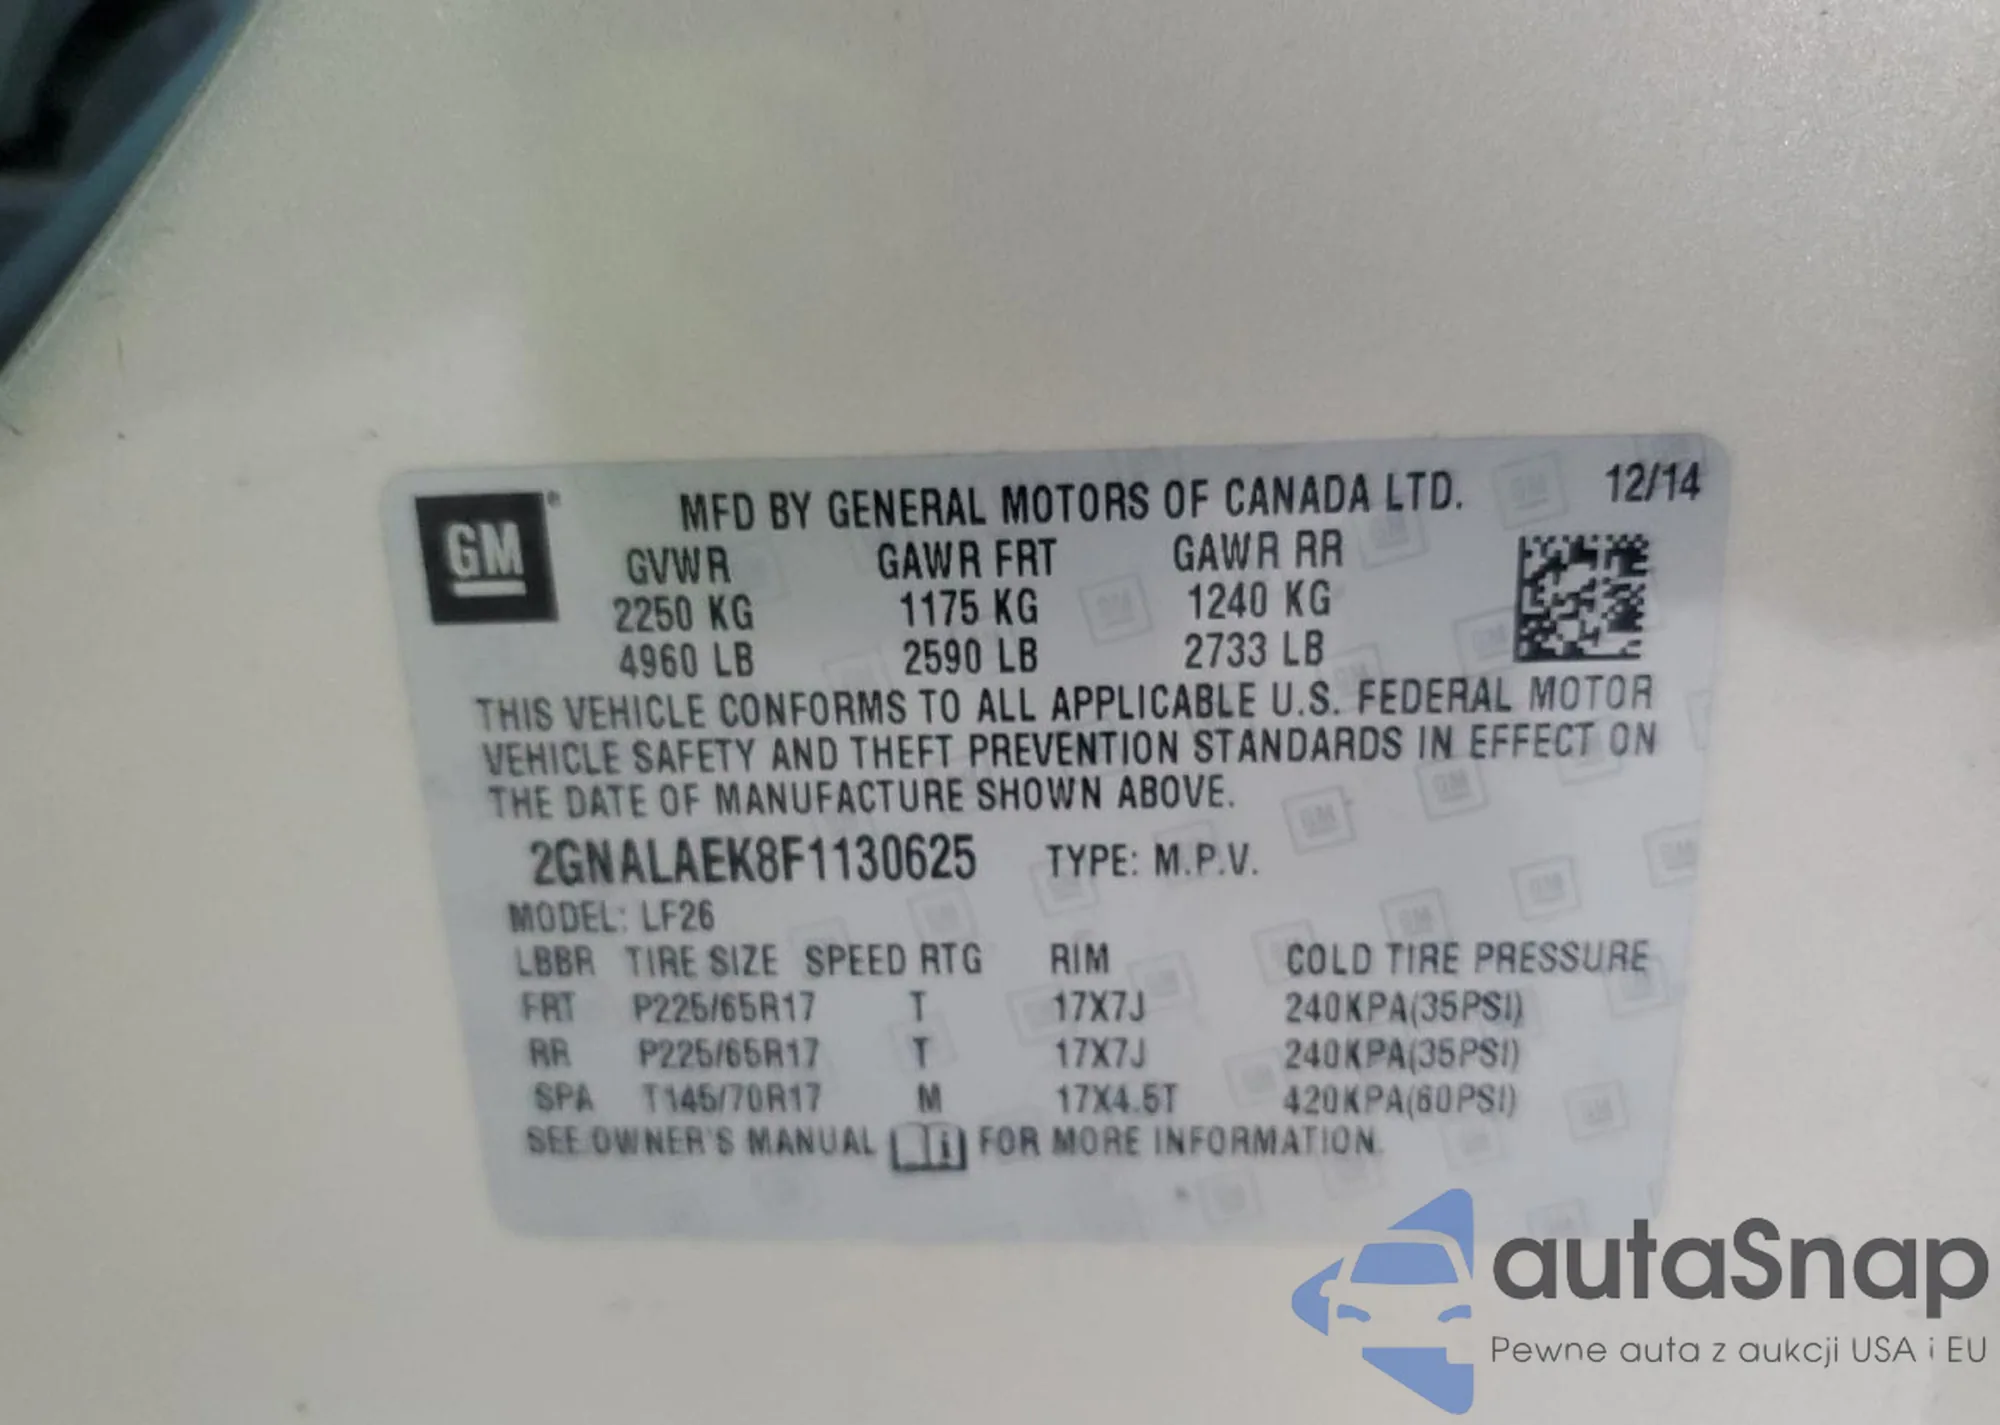 GM
MFD BY GENERAL MOTORS OF CANADA LTD. 12/14
GVWR GAWR FRT GAWR RR
2250 KG 1175 KG 1240 KG
4960 LB 2590 LB 2733 LB
THIS VEHICLE CONFORMS TO ALL APPLICABLE U.S. FEDERAL MOTOR
VEHICLE SAFETY AND THEFT PREVENTION STANDARDS IN EFFECT ON
THE DATE OF MANUFACTURE SHOWN ABOVE.
2GNALAEK8F1130625 TYPE: M.P.V.
MODEL: LF26
LBBR TIRE SIZE SPEED RTG RIM COLD TIRE PRESSURE
FRT P225/65R17 T 17X7J 240KPA(35PSI)
RR P225/65R17 T 17X7J 240KPA(35PSI)
SPA T145/70R17 M 17X4.5T 420KPA(60PSI)
SEE OWNER'S MANUAL FOR MORE INFORMATION.
autaSnap
Pewne auta z aukcji USA i EU